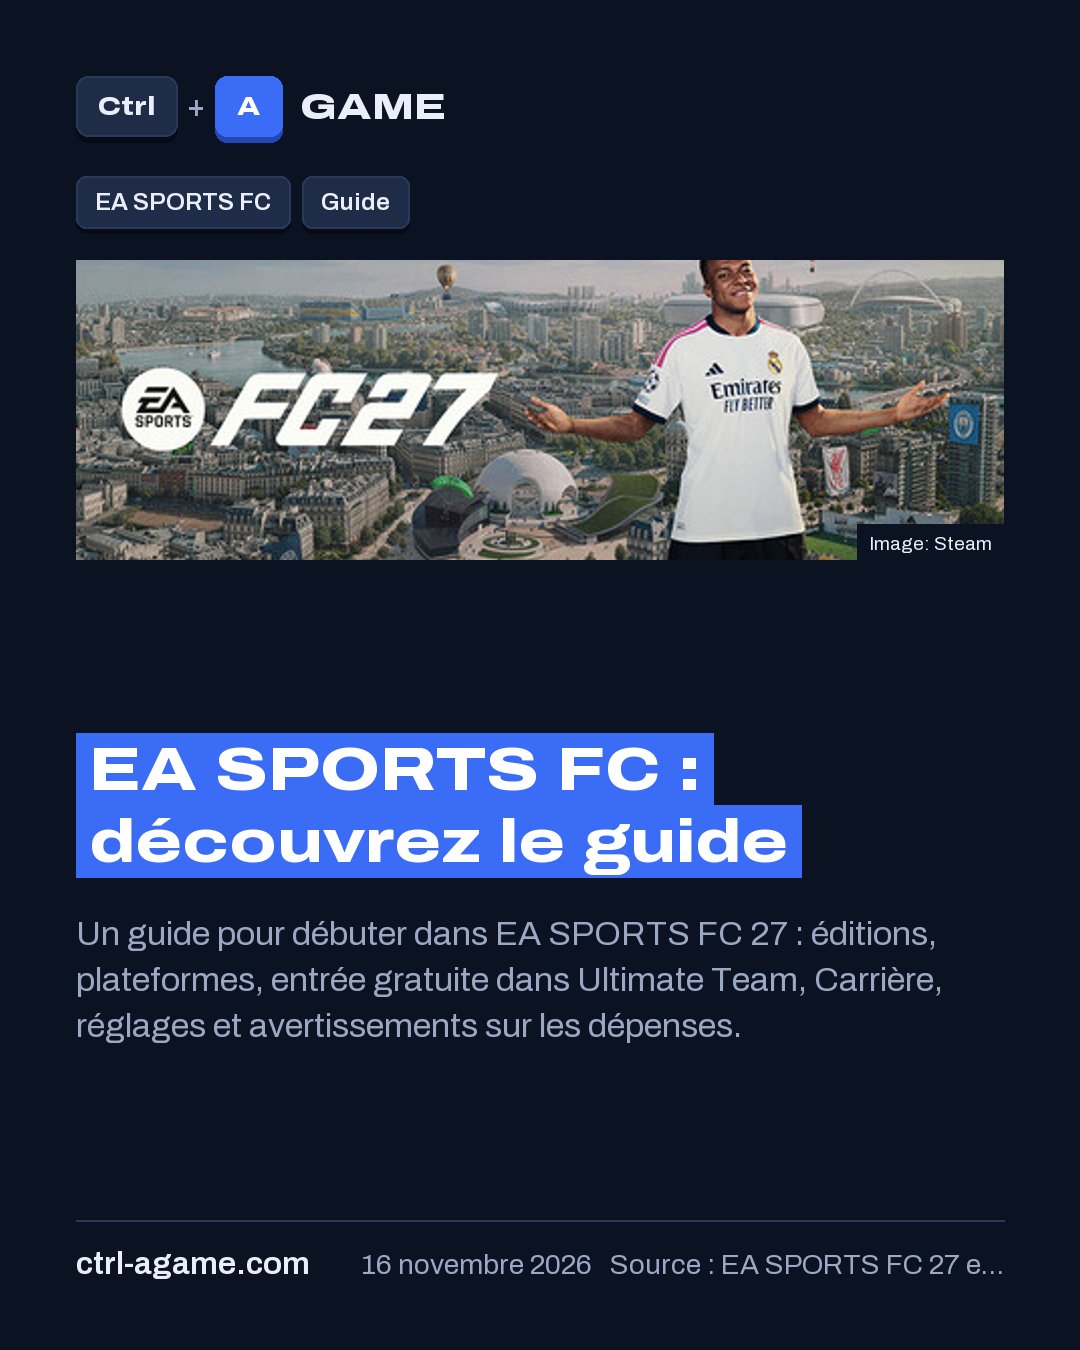 Ctrl + A GAME
EA SPORTS FC Guide
EA SPORTS FC27
Emirates
FLY BETTER
Image: Steam
EA SPORTS FC :
découvrez le guide
Un guide pour débuter dans EA SPORTS FC 27 : éditions,
plateformes, entrée gratuite dans Ultimate Team, Carrière,
réglages et avertissements sur les dépenses.
ctrl-agame.com 16 novembre 2026 Source : EA SPORTS FC 27 e...